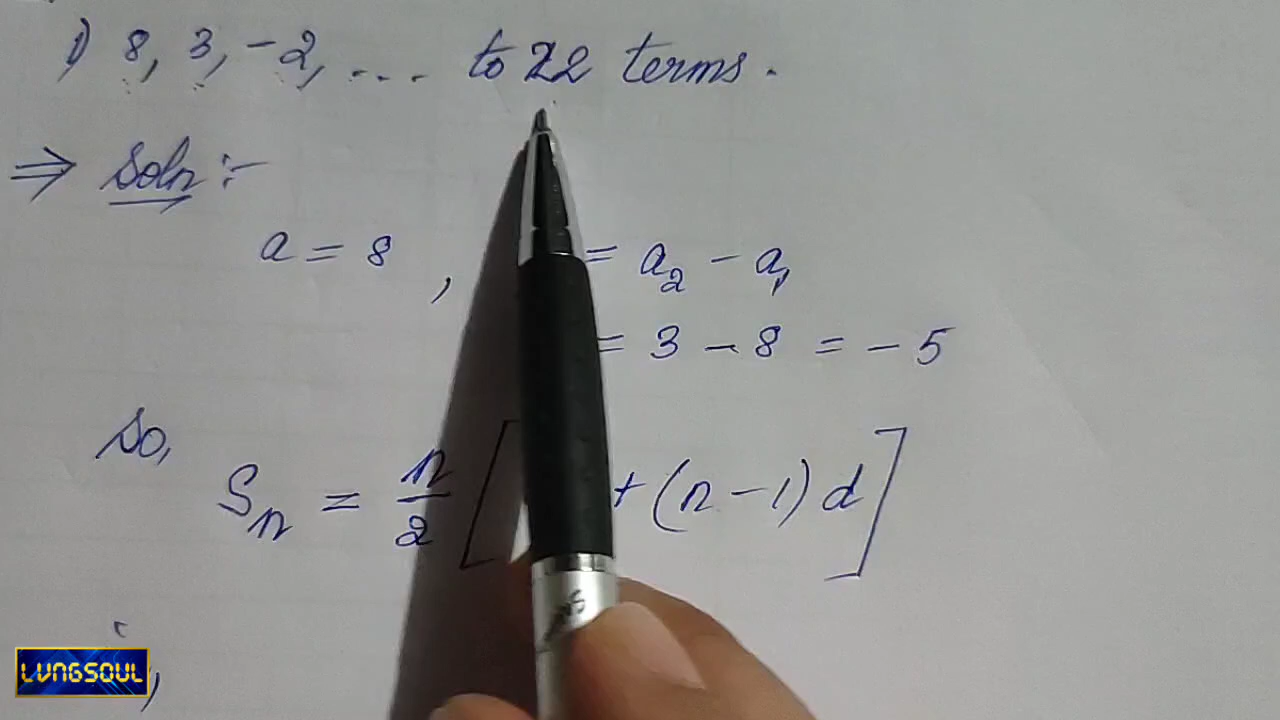 1) 8, 3, -2, ... to 22 terms.
⇒ Soln :-
a = 8 , = a₂ - a₁
= 3 - 8 = -5
So,
Sₙ = n/2 [ + (n - 1) d ]
LUNGSOUL